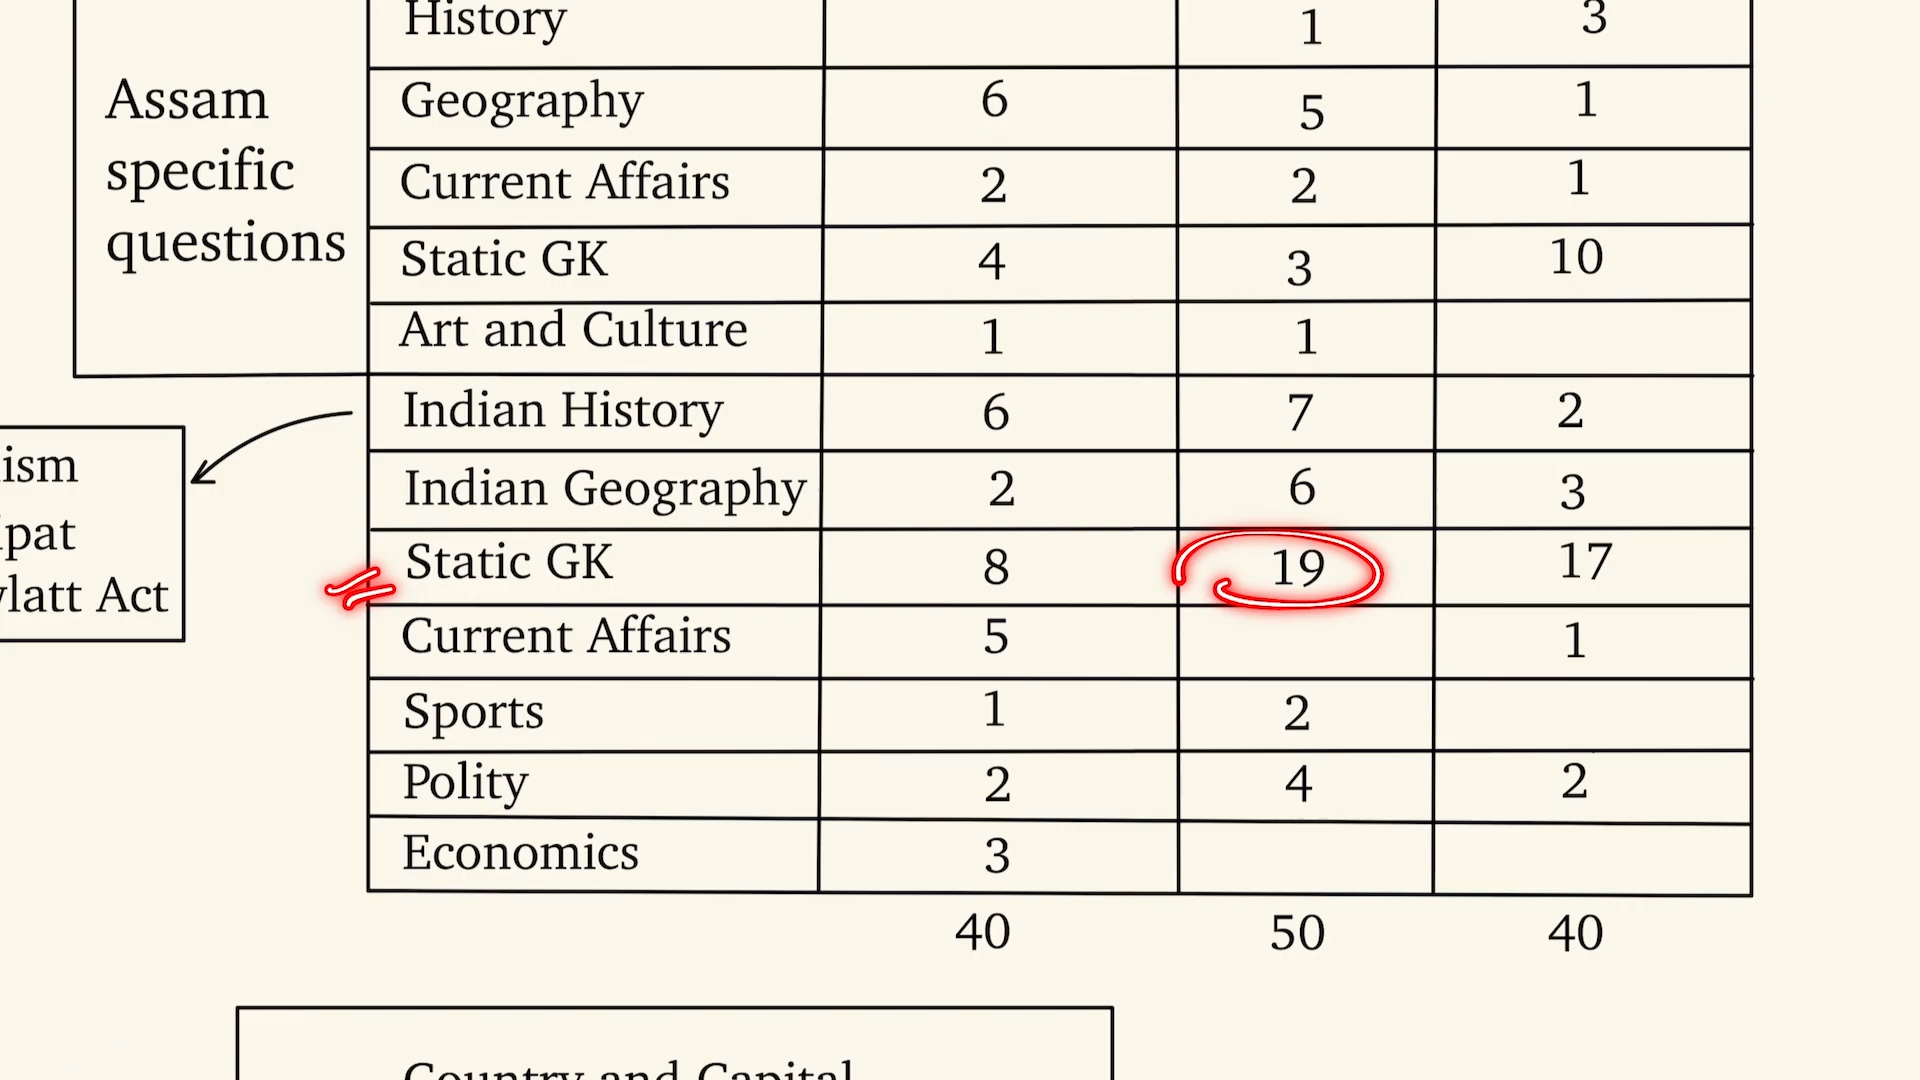 Assam
specific
questions
History 1 3
Geography 6 5 1
Current Affairs 2 2 1
Static GK 4 3 10
Art and Culture 1 1
Indian History 6 7 2
Indian Geography 2 6 3
Static GK 8 19 17
Current Affairs 5 1
Sports 1 2
Polity 2 4 2
Economics 3
40 50 40
ism
pat
latt Act
Country and Capital